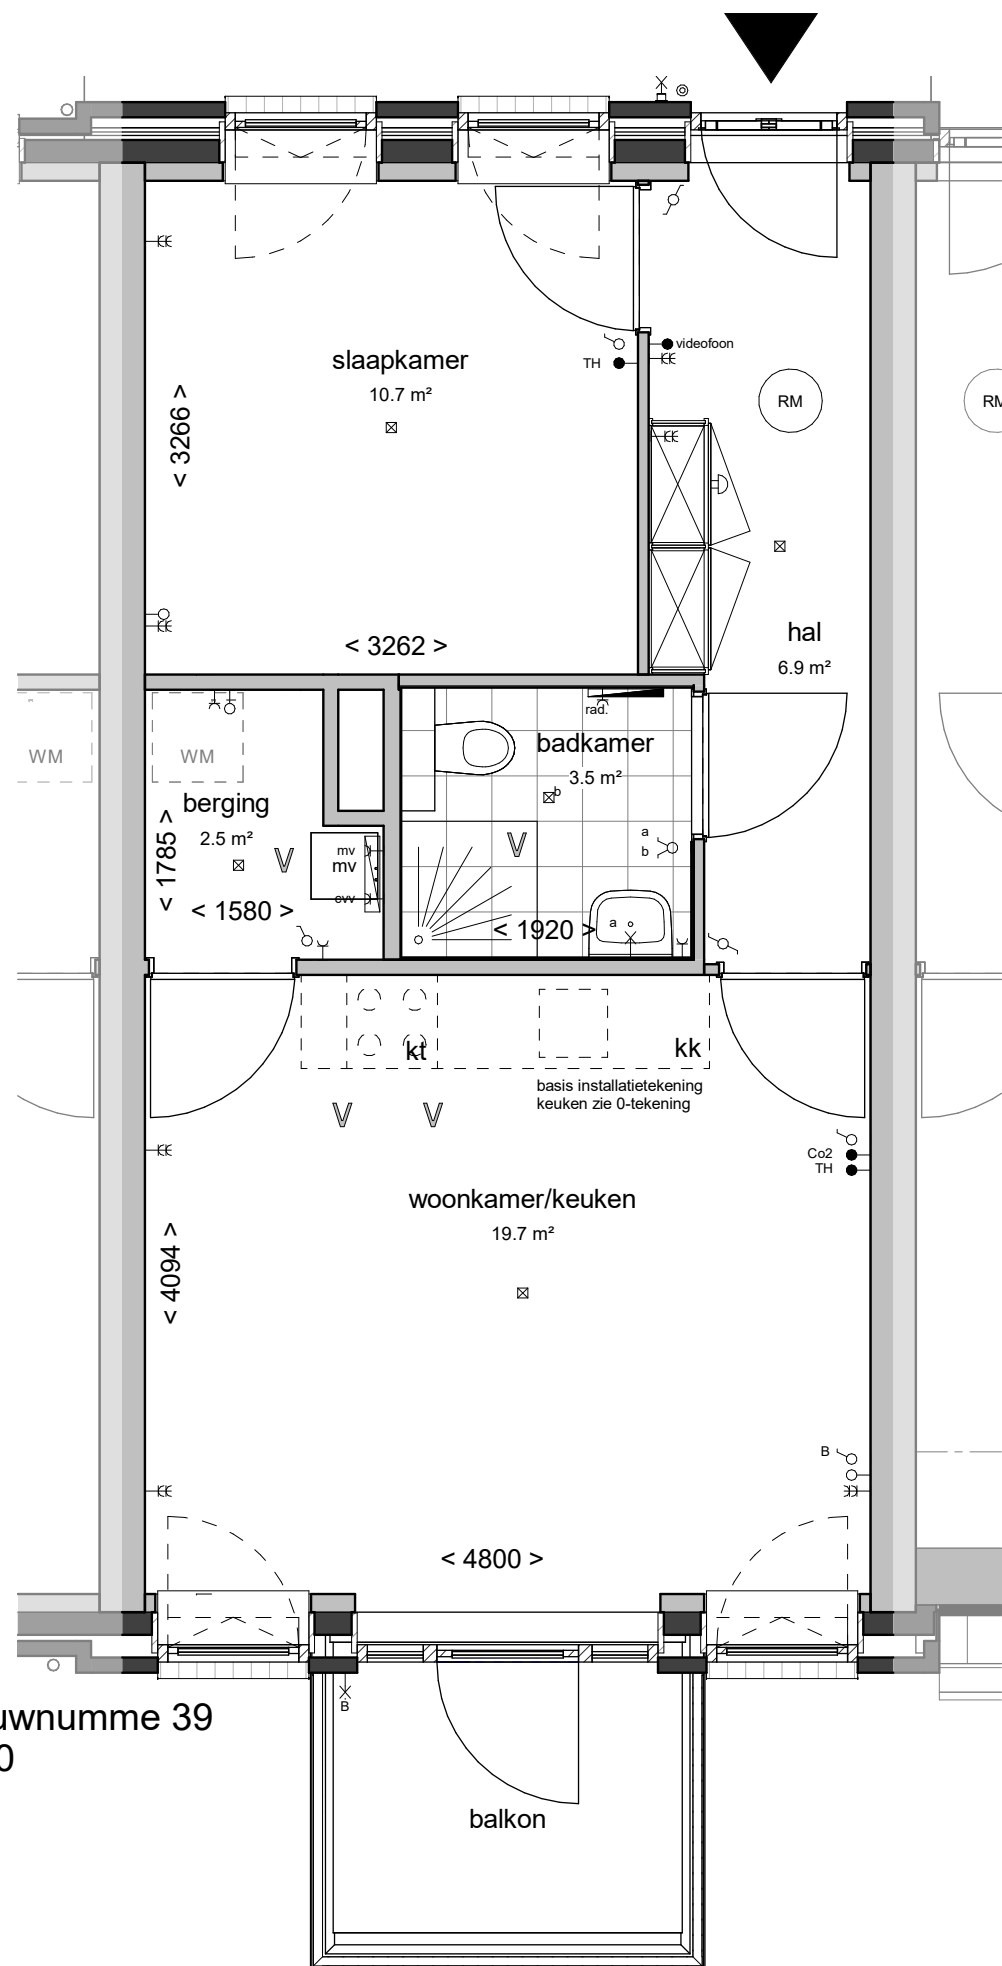 videofoon
TH
slaapkamer
10.7 m²
< 3266 >
RM
RM
< 3262 >
hal
6.9 m²
rad.
badkamer
3.5 m²
b
WM
WM
berging
2.5 m²
< 1785 >
mv
mv
a
b
< 1580 >
< 1920 >
a
kt
kk
basis installatietekening
keuken zie 0-tekening
Co2
TH
woonkamer/keuken
19.7 m²
< 4094 >
B
< 4800 >
B
uwnumme 39
0
balkon